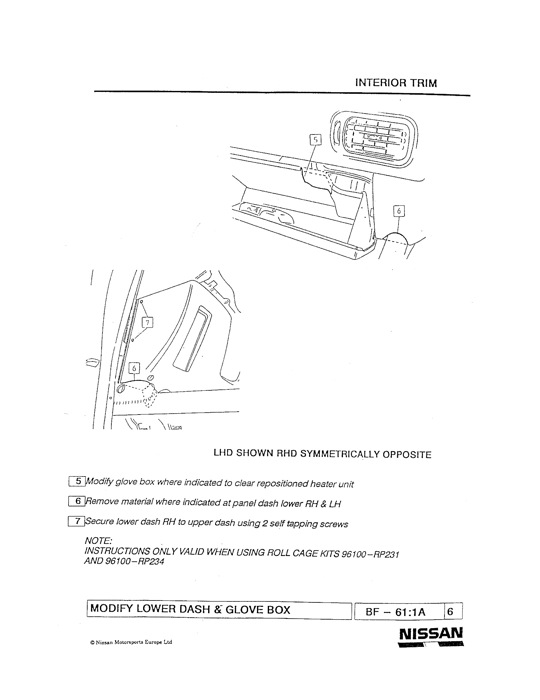 INTERIOR TRIM
5
6
7
6
LHD SHOWN RHD SYMMETRICALLY OPPOSITE
5 Modify glove box where indicated to clear repositioned heater unit
6 Remove material where indicated at panel dash lower RH & LH
7 Secure lower dash RH to upper dash using 2 self tapping screws
NOTE:
INSTRUCTIONS ONLY VALID WHEN USING ROLL CAGE KITS 96100-RP231
AND 96100-RP234
MODIFY LOWER DASH & GLOVE BOX BF - 61:1A 6
© Nissan Motorsports Europe Ltd
NISSAN